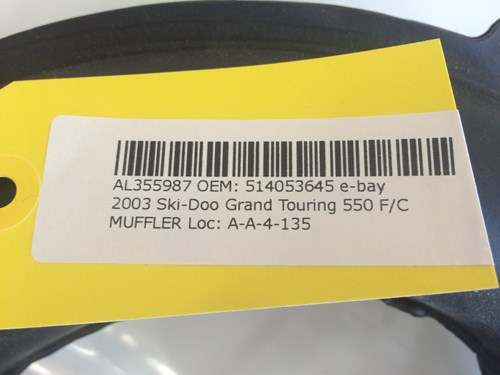 AL355987 OEM: 514053645 e-bay
2003 Ski-Doo Grand Touring 550 F/C
MUFFLER Loc: A-A-4-135